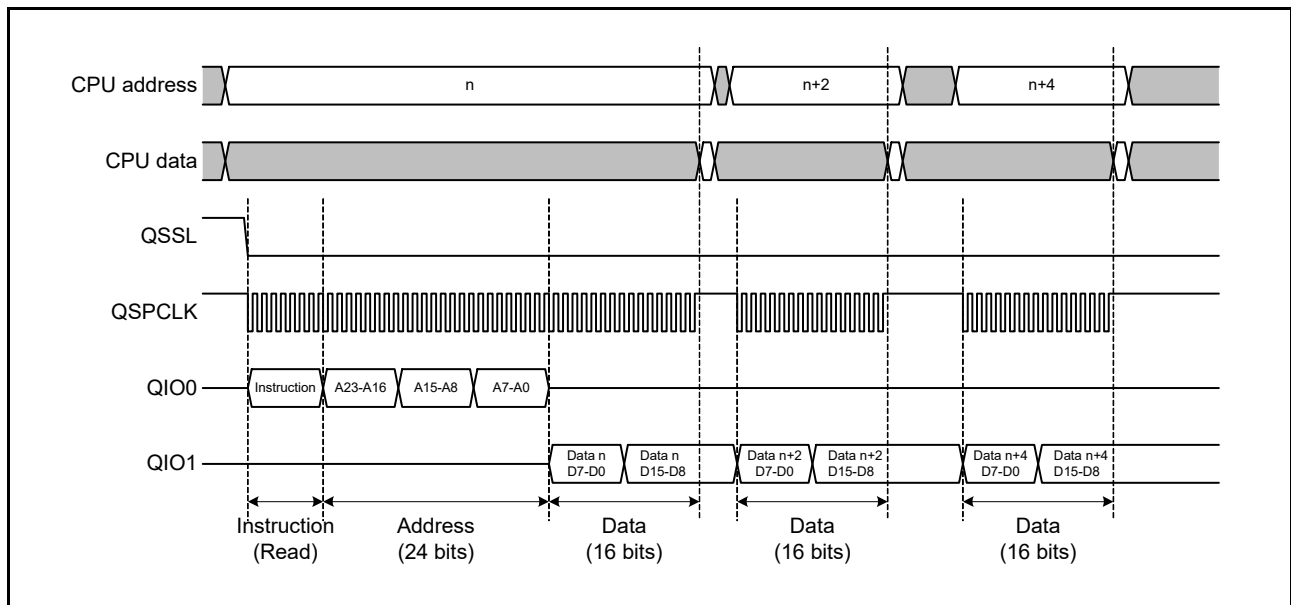 CPU address
n
n+2
n+4
CPU data
QSSL
QSPCLK
QIO0
Instruction
A23-A16
A15-A8
A7-A0
QIO1
Data n
D7-D0
Data n
D15-D8
Data n+2
D7-D0
Data n+2
D15-D8
Data n+4
D7-D0
Data n+4
D15-D8
Instruction
(Read)
Address
(24 bits)
Data
(16 bits)
Data
(16 bits)
Data
(16 bits)